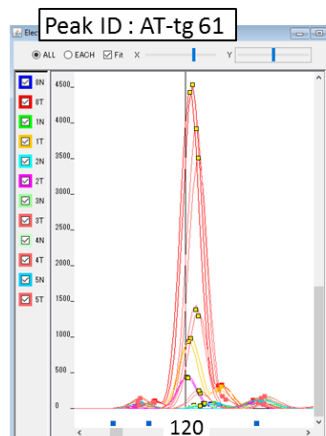 Peak ID : AT-tg 61
Elec
ALL EACH Fit X Y
0N
0T
1N
1T
2N
2T
3N
3T
4N
4T
5N
5T
4500
4000
3500
3000
2500
2000
1500
1000
500
0
120